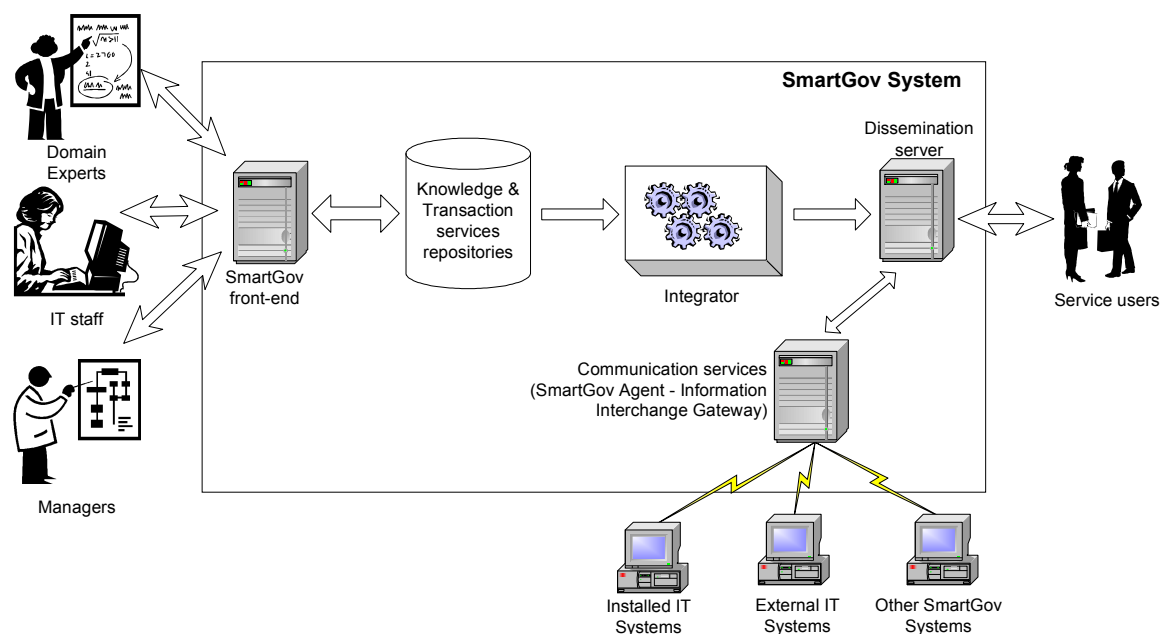 SmartGov System
Domain
Experts
IT staff
Managers
SmartGov
front-end
Knowledge &
Transaction
services
repositories
Integrator
Dissemination
server
Service users
Communication services
(SmartGov Agent - Information
Interchange Gateway)
Installed IT
Systems
External IT
Systems
Other SmartGov
Systems